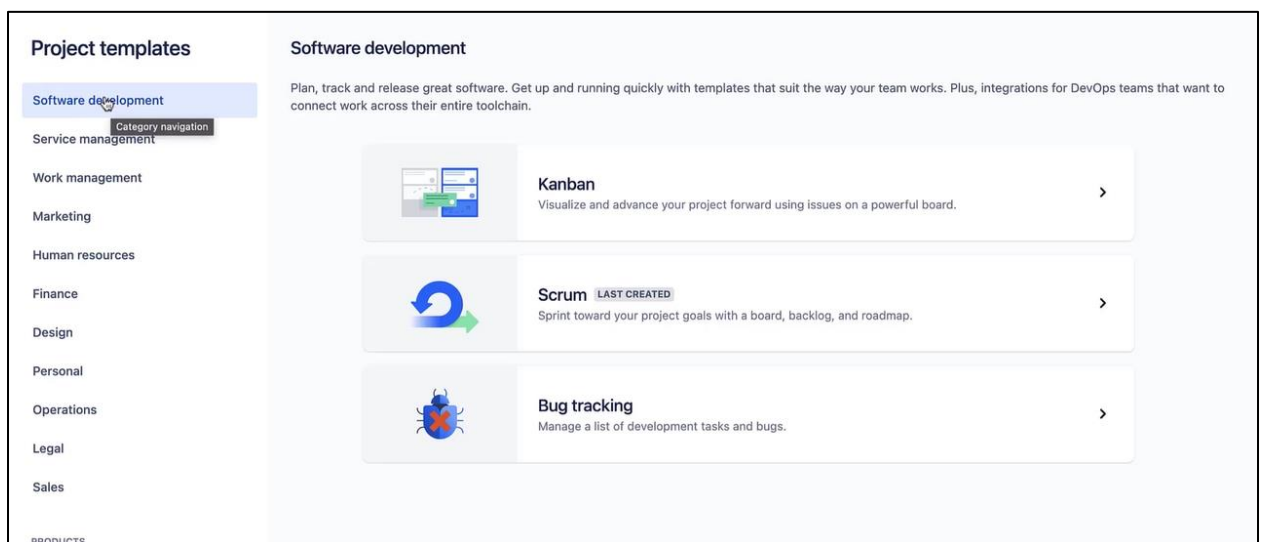 Project templates
Software development
Category navigation
Service management
Work management
Marketing
Human resources
Finance
Design
Personal
Operations
Legal
Sales
PRODUCTS
Software development
Plan, track and release great software. Get up and running quickly with templates that suit the way your team works. Plus, integrations for DevOps teams that want to
connect work across their entire toolchain.
Kanban
Visualize and advance your project forward using issues on a powerful board.
Scrum LAST CREATED
Sprint toward your project goals with a board, backlog, and roadmap.
Bug tracking
Manage a list of development tasks and bugs.